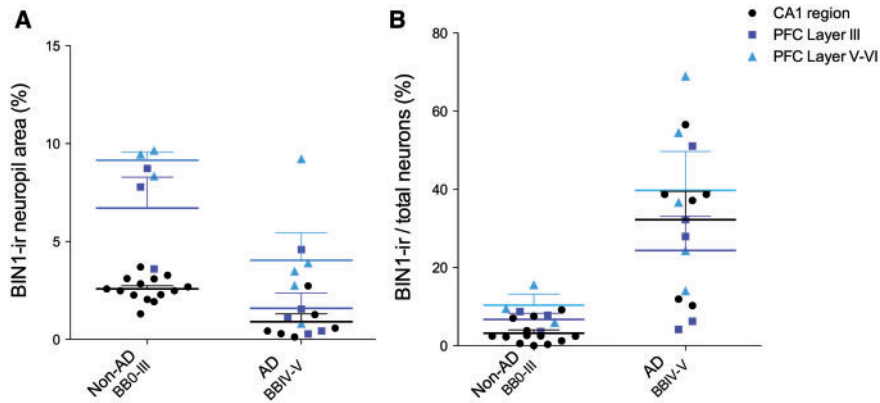 A
BIN1-ir neuropil area (%)
15
10
5
0
Non-AD
BB0-III
AD
BBIV-V
B
BIN1-ir / total neurons (%)
80
60
40
20
0
Non-AD
BB0-III
AD
BBIV-V
CA1 region
PFC Layer III
PFC Layer V-VI